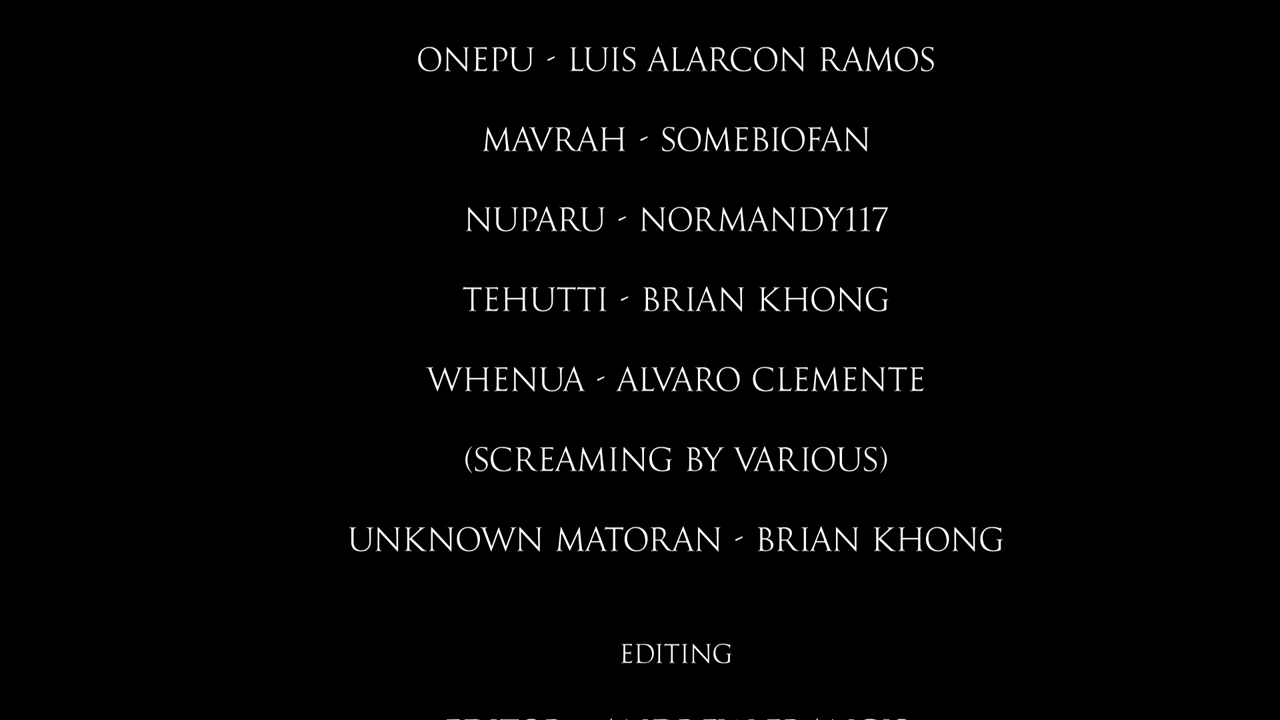 ONEPU - LUIS ALARCON RAMOS
MAVRAH - SOMEBIOFAN
NUPARU - NORMANDY117
TEHUTTI - BRIAN KHONG
WHENUA - ALVARO CLEMENTE
(SCREAMING BY VARIOUS)
UNKNOWN MATORAN - BRIAN KHONG
EDITING